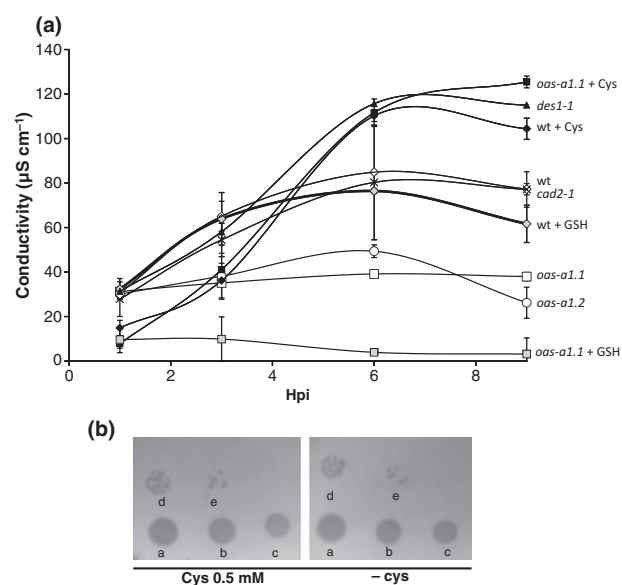 (a)
140
120
100
80
60
40
20
0
Conductivity (µS cm⁻¹)
0 2 4 6 8
Hpi
oas-a1.1 + Cys
des1-1
wt + Cys
wt
cad2-1
wt + GSH
oas-a1.1
oas-a1.2
oas-a1.1 + GSH
(b)
d e
a b c
Cys 0.5 mM
d e
a b c
– cys